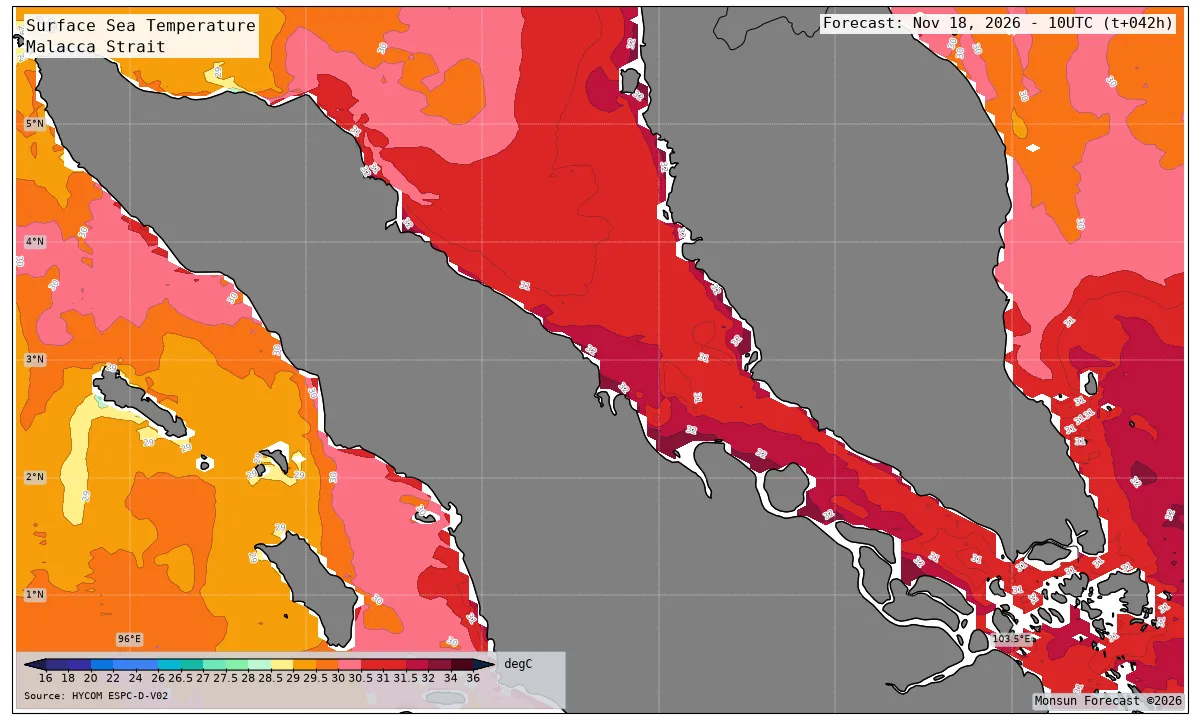 Surface Sea Temperature
Malacca Strait
Forecast: Nov 18, 2026 - 10UTC (t+042h)
5°N
4°N
3°N
2°N
1°N
96°E
103.5°E
degC
16 18 20 22 24 26 26.5 27 27.5 28 28.5 29 29.5 30 30.5 31 31.5 32 34 36
Source: HYCOM ESPC-D-V02
Monsun Forecast ©2026